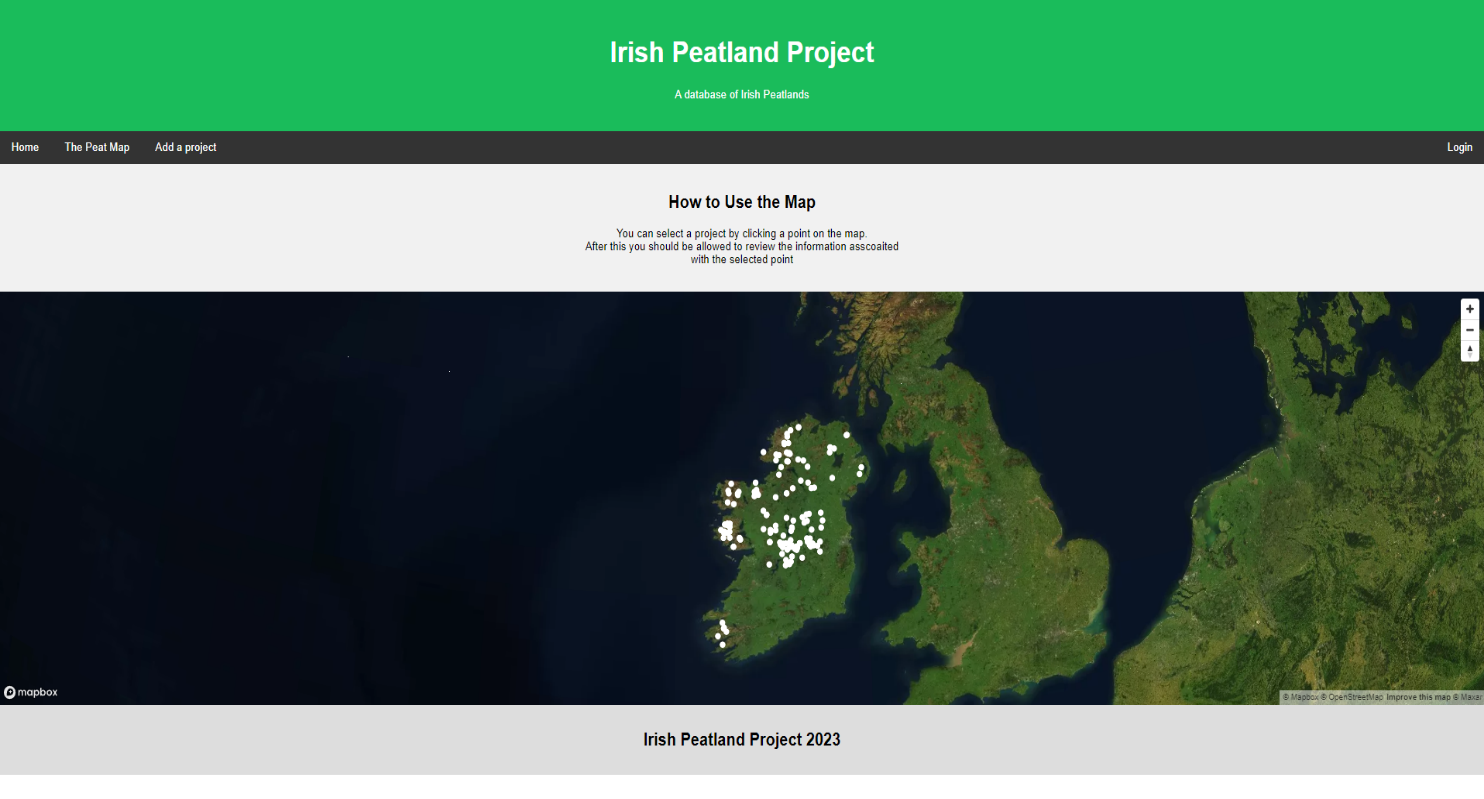 Irish Peatland Project
A database of Irish Peatlands
Home The Peat Map Add a project Login
How to Use the Map
You can select a project by clicking a point on the map.
After this you should be allowed to review the information asscoaited
with the selected point
+
−
mapbox
© Mapbox © OpenStreetMap Improve this map © Maxar
Irish Peatland Project 2023